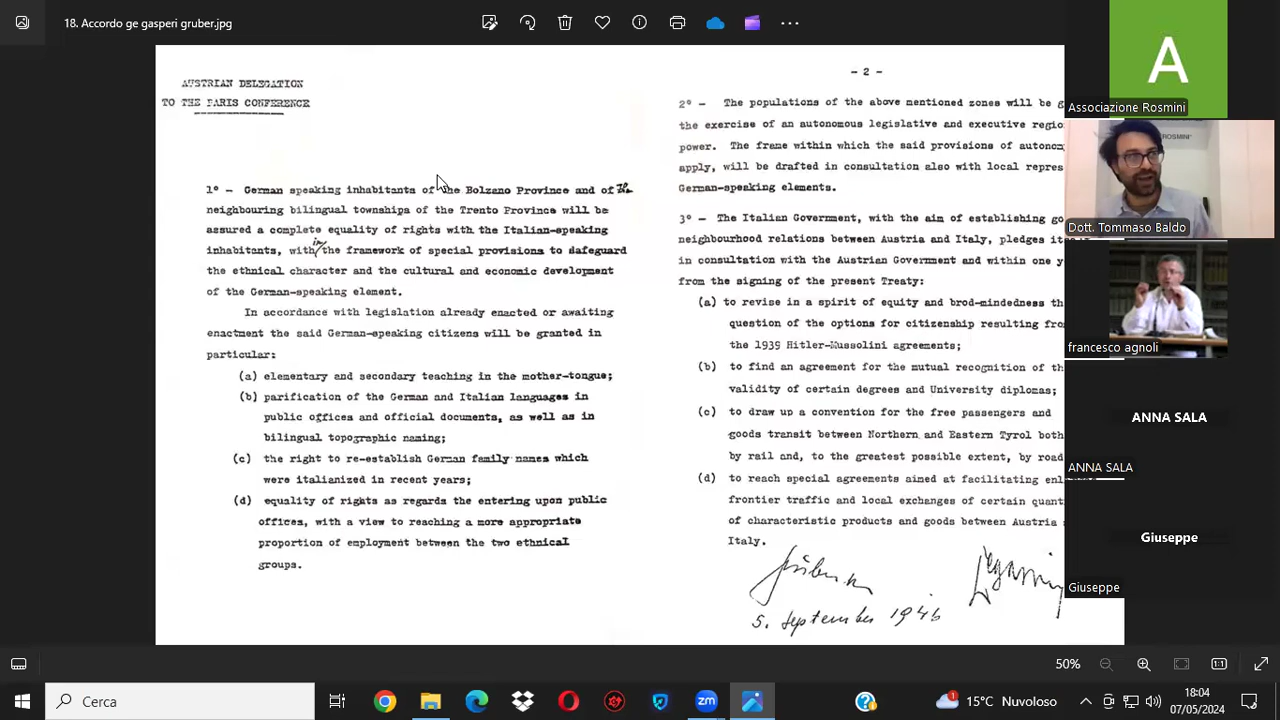 18. Accordo ge gasperi gruber.jpg
AUSTRIAN DELEGATION
TO THE PARIS CONFERENCE
1° - German speaking inhabitants of the Bolzano Province and of the
neighbouring bilingual townships of the Trento Province will be
assured a complete equality of rights with the Italian-speaking
inhabitants, within the framework of special provisions to safeguard
the ethnical character and the cultural and economic development
of the German-speaking element.
In accordance with legislation already enacted or awaiting
enactment the said German-speaking citizens will be granted in
particular:
(a) elementary and secondary teaching in the mother-tongue;
(b) parification of the German and Italian languages in
public offices and official documents, as well as in
bilingual topographic naming;
(c) the right to re-establish German family names which
were italianized in recent years;
(d) equality of rights as regards the entering upon public
offices, with a view to reaching a more appropriate
proportion of employment between the two ethnical
groups.
- 2 -
2° - The populations of the above mentioned zones will be g
the exercise of an autonomous legislative and executive regio
power. The frame within which the said provisions of autonom
apply, will be drafted in consultation also with local repres
German-speaking elements.
3° - The Italian Government, with the aim of establishing go
neighbourhood relations between Austria and Italy, pledges its
in consultation with the Austrian Government and within one y
from the signing of the present Treaty:
(a) to revise in a spirit of equity and brod-mindedness th
question of the options for citizenship resulting from
the 1939 Hitler-Mussolini agreements;
(b) to find an agreement for the mutual recognition of th
validity of certain degrees and University diplomas;
(c) to draw up a convention for the free passengers and
goods transit between Northern and Eastern Tyrol both
by rail and, to the greatest possible extent, by road
(d) to reach special agreements aimed at facilitating enl
frontier traffic and local exchanges of certain quant
of characteristic products and goods between Austria
Italy.
Gruber
Degasperi
5. September 1946
A
Associazione Rosmini
ROSMINI"
Dott. Tommaso Baldo
francesco agnoli
ANNA SALA
ANNA SALA
Giuseppe
Giuseppe
50%
1:1
Cerca
zm
1
15°C Nuvoloso
18:04
07/05/2024